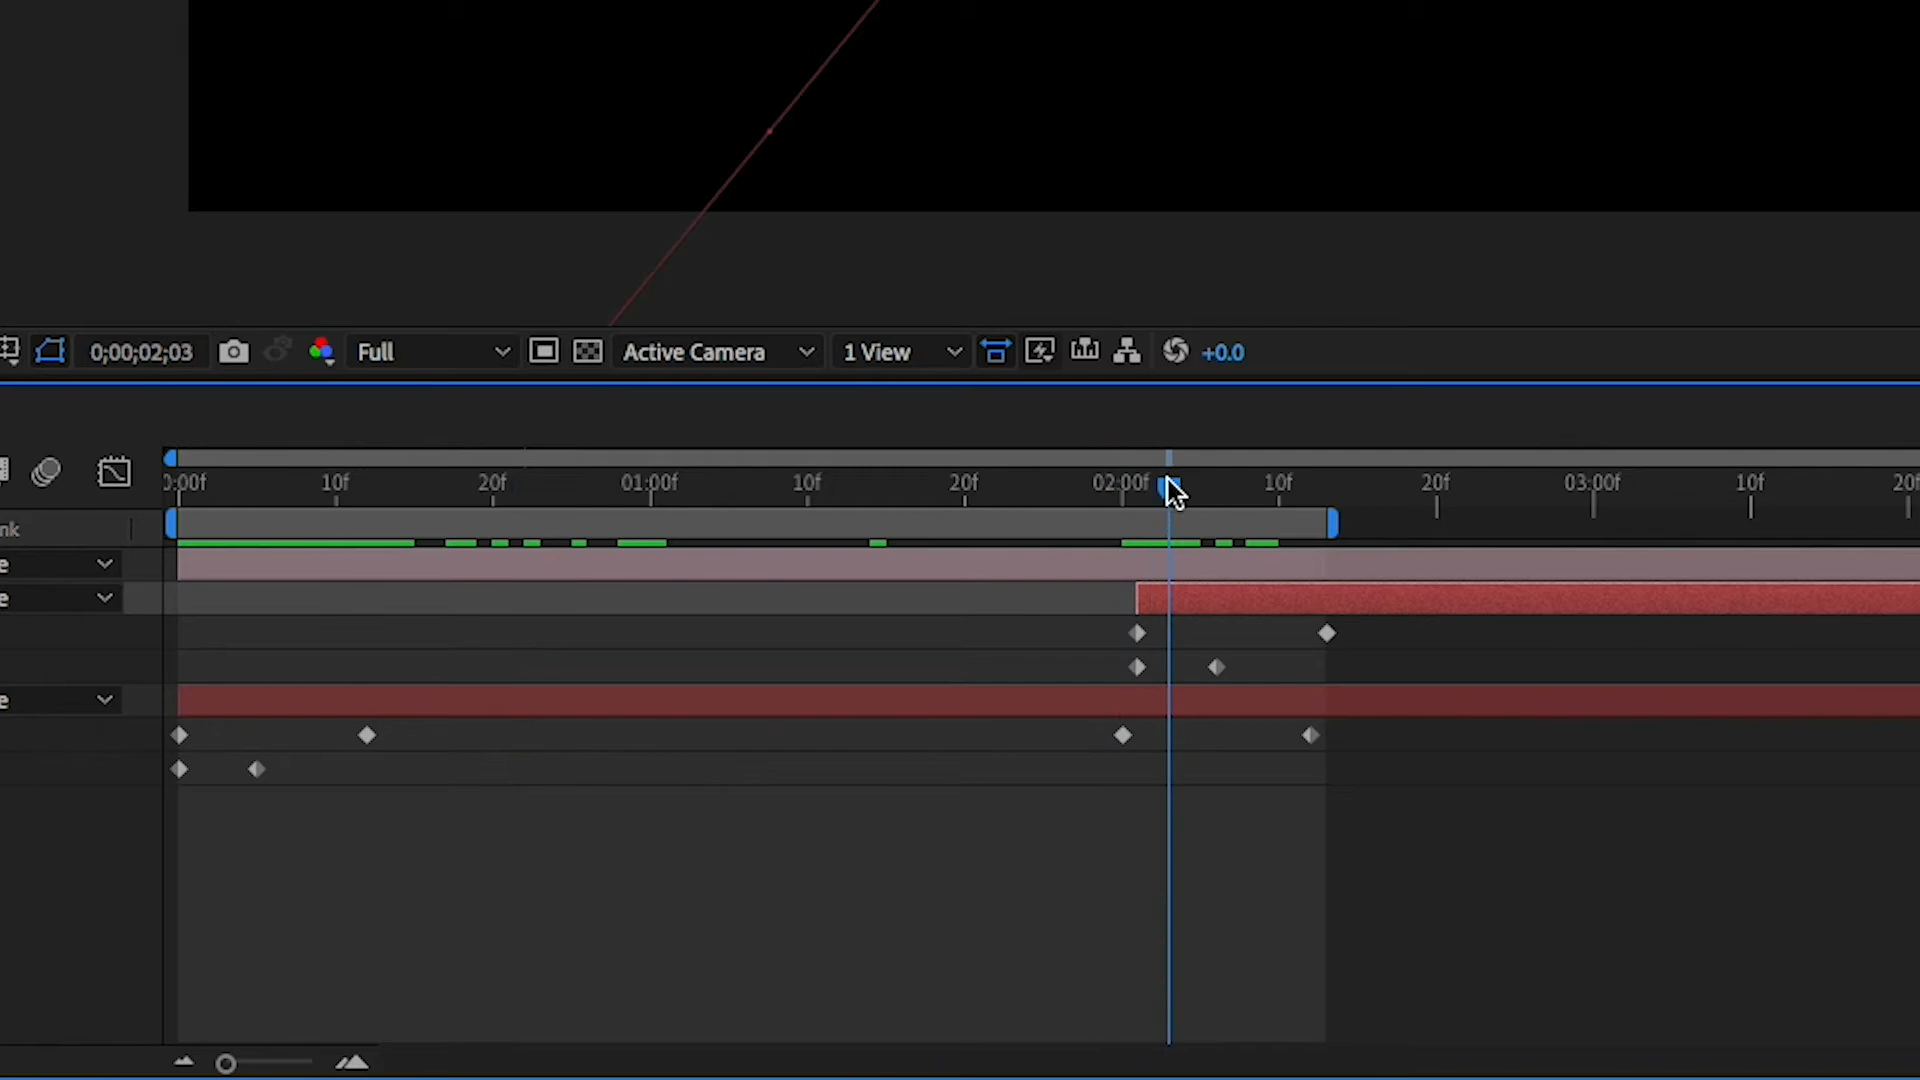 0;00;02;03 Full Active Camera 1 View +0.0
0:00f 10f 20f 01:00f 10f 20f 02:00f 10f 20f 03:00f 10f 20f
nk
e
e
e